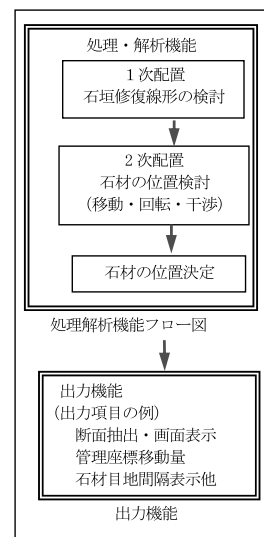 処理・解析機能
１次配置
石垣修復線形の検討
２次配置
石材の位置検討
(移動・回転・干渉)
石材の位置決定
処理解析機能フロー図
出力機能
(出力項目の例)
断面抽出・画面表示
管理座標移動量
石材目地間隔表示他
出力機能